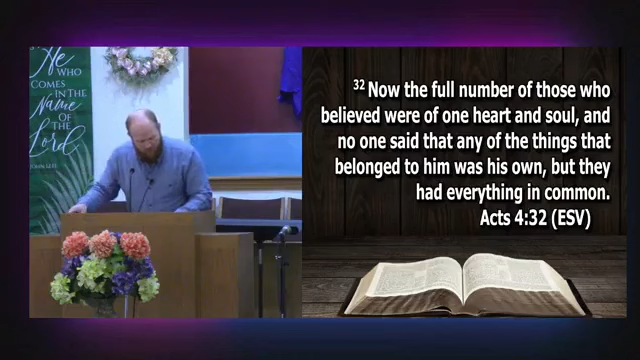 He
WHO
COMES
IN THE
Name
OF THE
Lord
32 Now the full number of those who
believed were of one heart and soul, and
no one said that any of the things that
belonged to him was his own, but they
had everything in common.
Acts 4:32 (ESV)